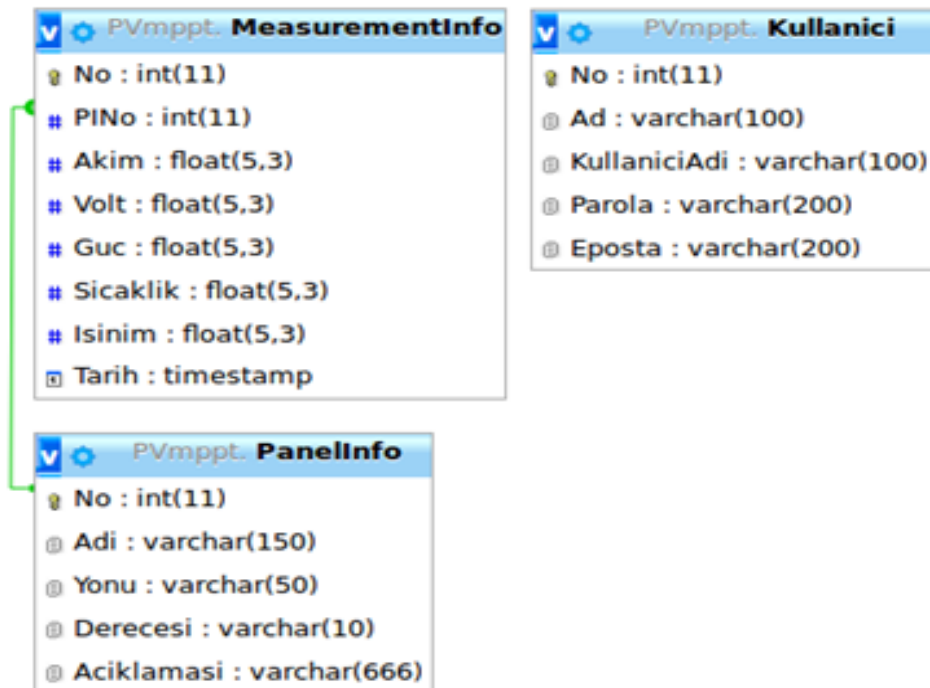 PVmppt. MeasurementInfo
No : int(11)
PINo : int(11)
Akim : float(5,3)
Volt : float(5,3)
Guc : float(5,3)
Sicaklik : float(5,3)
Isinim : float(5,3)
Tarih : timestamp
PVmppt. Kullanici
No : int(11)
Ad : varchar(100)
KullaniciAdi : varchar(100)
Parola : varchar(200)
Eposta : varchar(200)
PVmppt. PanelInfo
No : int(11)
Adi : varchar(150)
Yonu : varchar(50)
Derecesi : varchar(10)
Aciklamasi : varchar(666)